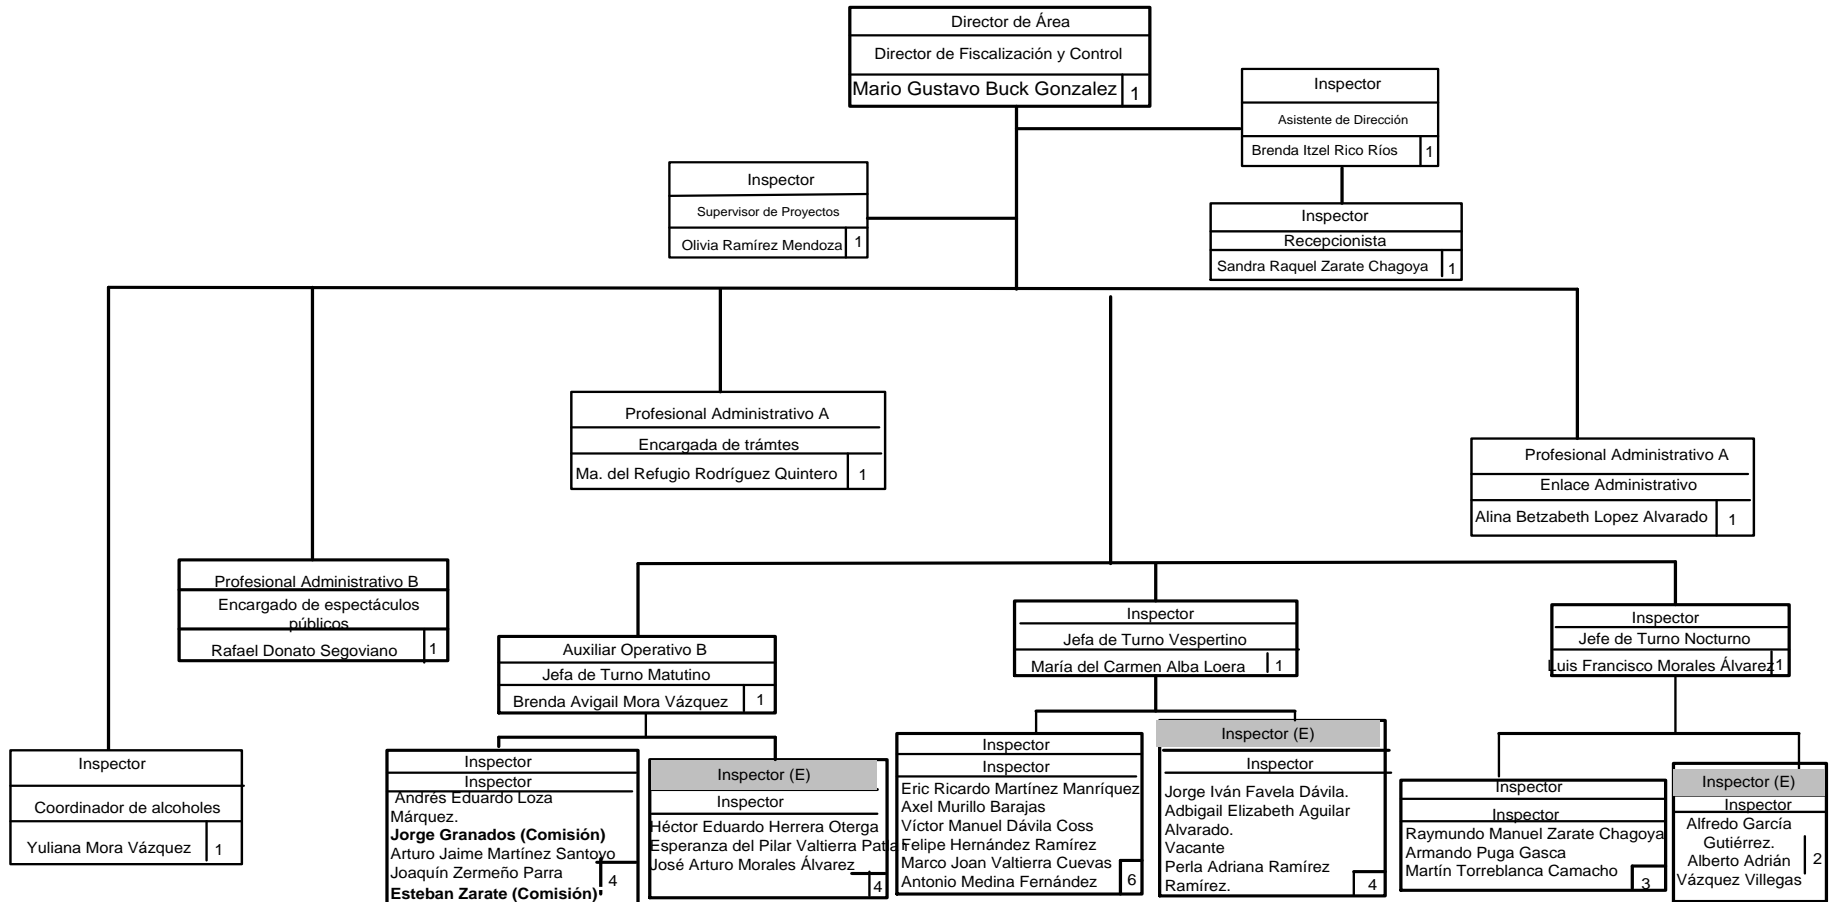 Director de Área
Director de Fiscalización y Control
Mario Gustavo Buck Gonzalez 1
Inspector
Asistente de Dirección
Brenda Itzel Rico Ríos 1
Inspector
Supervisor de Proyectos
Olivia Ramírez Mendoza 1
Inspector
Recepcionista
Sandra Raquel Zarate Chagoya 1
Profesional Administrativo A
Encargada de trámtes
Ma. del Refugio Rodríguez Quintero 1
Profesional Administrativo A
Enlace Administrativo
Alina Betzabeth Lopez Alvarado 1
Profesional Administrativo B
Encargado de espectáculos
públicos
Rafael Donato Segoviano 1
Auxiliar Operativo B
Jefa de Turno Matutino
Brenda Avigail Mora Vázquez 1
Inspector
Jefa de Turno Vespertino
María del Carmen Alba Loera 1
Inspector
Jefe de Turno Nocturno
Luis Francisco Morales Álvarez 1
Inspector
Coordinador de alcoholes
Yuliana Mora Vázquez 1
Inspector
Inspector
Andrés Eduardo Loza
Márquez.
Jorge Granados (Comisión)
Arturo Jaime Martínez Santoyo
Joaquín Zermeño Parra
Esteban Zarate (Comisión)
4
Inspector (E)
Inspector
Héctor Eduardo Herrera Oterga
Esperanza del Pilar Valtierra Patlan
José Arturo Morales Álvarez
4
Inspector
Inspector
Eric Ricardo Martínez Manríquez
Axel Murillo Barajas
Víctor Manuel Dávila Coss
Felipe Hernández Ramírez
Marco Joan Valtierra Cuevas
Antonio Medina Fernández 6
Inspector (E)
Inspector
Jorge Iván Favela Dávila.
Adbigail Elizabeth Aguilar
Alvarado.
Vacante
Perla Adriana Ramírez
Ramírez. 4
Inspector
Inspector
Raymundo Manuel Zarate Chagoya
Armando Puga Gasca
Martín Torreblanca Camacho 3
Inspector (E)
Inspector
Alfredo García
Gutiérrez.
Alberto Adrián
Vázquez Villegas
2